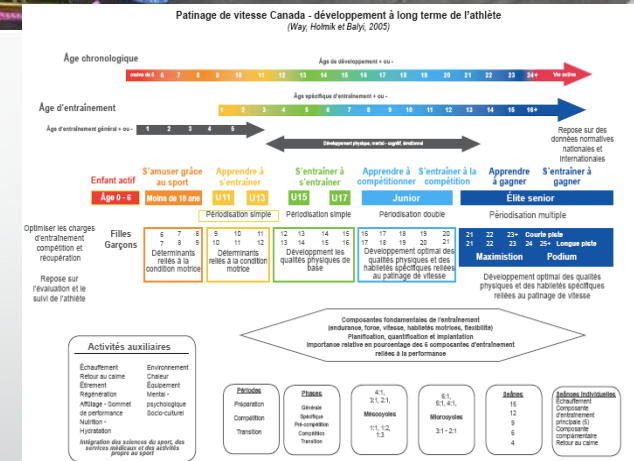 Patinage de vitesse Canada - développement à long terme de l'athlète
(Way, Holmik et Balyi, 2005)
Âge chronologique
Âge de développement + ou -
moins de 6 6 7 8 9 10 11 12 13 14 15 16 17 18 19 20 21 22 23 24+ Vie active
Âge spécifique d'entraînement + ou -
Âge d'entraînement
1 2 3 4 5 6 7 8 9 10 11 12 13 14 15 16+
Âge d'entraînement général + ou -
1 2 3 4 5
Développement physique, mental - cognitif, émotionnel
Repose sur des
données normatives
nationales et
internationales
Enfant actif
S'amuser grâce
au sport
Apprendre à
s'entraîner
S'entraîner à
s'entraîner
Apprendre à
compétitionner
S'entraîner à la
compétition
Apprendre
à gagner
S'entraîner à
gagner
Âge 0 - 6
Moins de 10 ans
U11
U13
U15
U17
Junior
Élite senior
Périodisation simple
Périodisation simple
Périodisation double
Périodisation multiple
Optimiser les charges
d'entraînement
compétition et
récupération
Repose sur
l'évaluation et le
suivi de l'athlète
Filles
Garçons
6 7 8
7 8 9
Déterminants
reliés à la
condition motrice
9 10 11
10 11 12
Déterminants
reliés à la condition
motrice
12 13 14 15
13 14 15 16
Développment les
qualités physiques de
base
16 17 18 19 20
17 18 19 20 21
Développement optimal des
qualités physiques et des
habiletés spécifiques reliées
au patinage de vitesse
21 22 23+ Courte piste
21 22 23 24 25+ Longue piste
Maximistion Podium
Développement optimal des qualités
physiques et des habiletés spécifiques
reliées au patinage de vitesse
Composantes fondamentales de l'entraînement
(endurance, force, vitesse, habiletés motrices, flexibilité)
Planification, quantification et implantation
Importance relative en pourcentage des 5 composantes d'entraînement
reliées à la performance
Activités auxiliaires
Échauffement
Retour au calme
Étirement
Régénération
Affûtage - Sommet
de performance
Nutrition -
Hydratation
Environnement
Chaleur
Équipement
Mental -
psychologique
Socio-culturel
Intégration des sciences du sport, des
services médicaux et des activités
propre au sport
Périodes
Préparation
Compétition
Transition
Phases
Générale
Spécifique
Pré-compétition
Compétition
Transition
4:1,
3:1, 2:1,
Mésocycles
1:1, 1:2,
1:3
6:1,
5:1, 4:1,
Microcycles
3:1 - 2:1
15
12
9
6
4
Séances individuelles
Échauffement
Composante
d'entraînement
principale (5)
Composante
complémentaire
Retour au calme